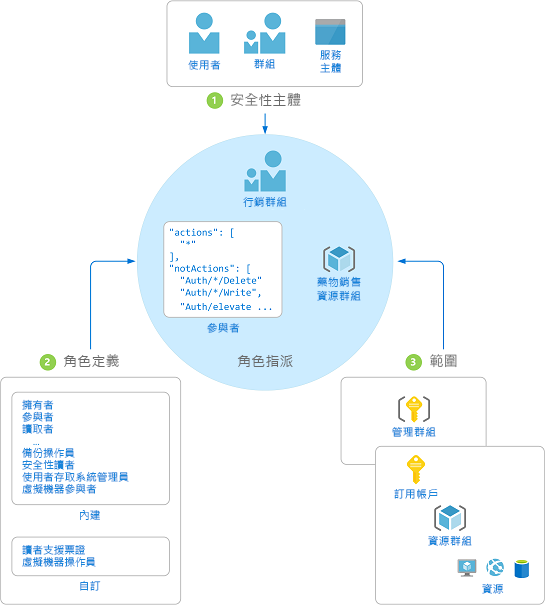 使用者
群組
服務
主體
1 安全性主體
行銷群組
"actions": [
"*"
],
"notActions": [
"Auth/*/Delete"
"Auth/*/Write",
"Auth/elevate ...
參與者
藥物銷售
資源群組
角色指派
2 角色定義
擁有者
參與者
讀取者
...
備份操作員
安全性讀者
使用者存取系統管理員
虛擬機器參與者
內建
讀者支援票證
虛擬機器操作員
自訂
3 範圍
管理群組
訂用帳戶
資源群組
資源